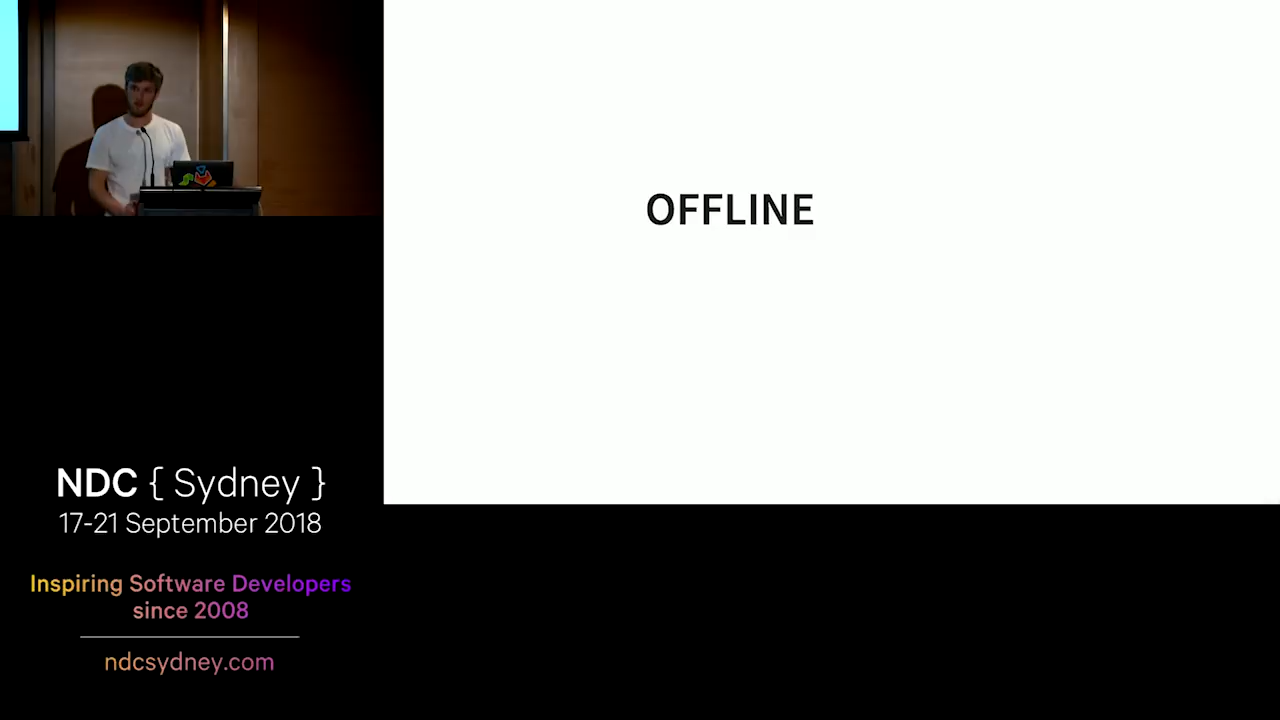 OFFLINE
NDC { Sydney }
17-21 September 2018
Inspiring Software Developers
since 2008
ndcsydney.com